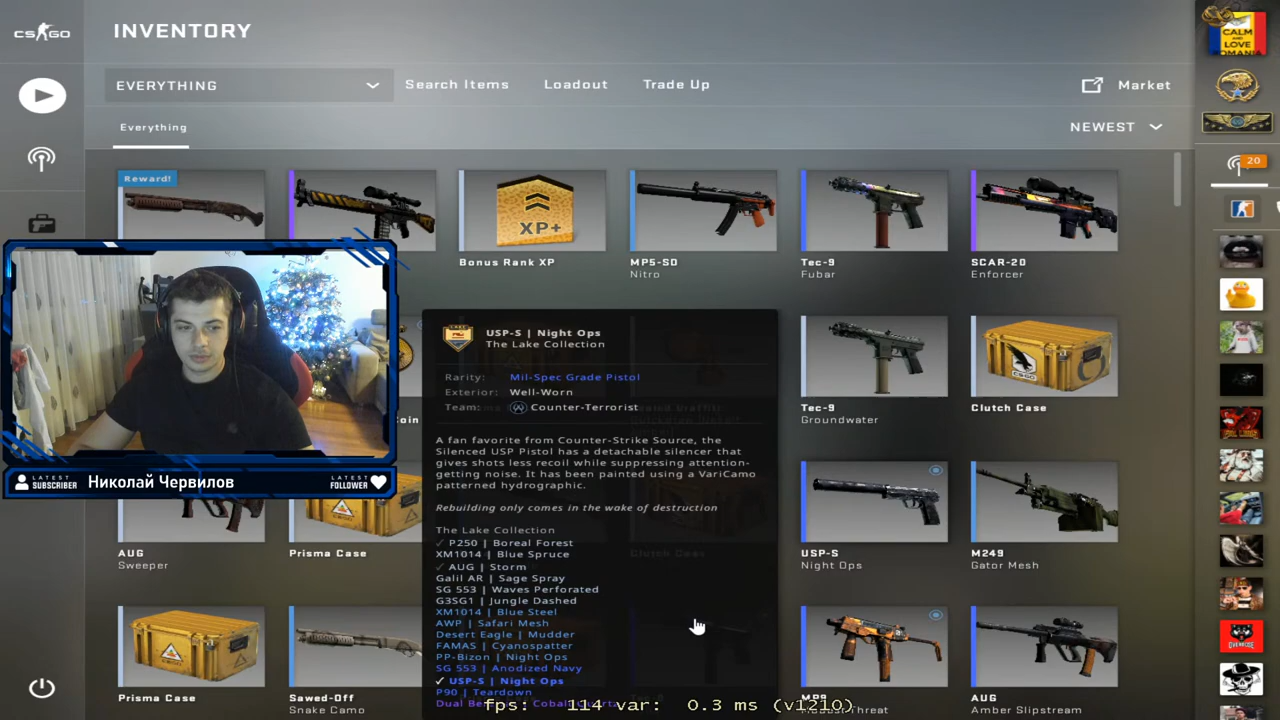 CS:GO
INVENTORY
CALM
AND
LOVE
EVERYTHING
Search Items
Loadout
Trade Up
Market
Everything
NEWEST
20
Reward!
XP+
Bonus Rank XP
MP5-SD
Nitro
Tec-9
Fubar
SCAR-20
Enforcer
USP-S | Night Ops
The Lake Collection
Rarity: Mil-Spec Grade Pistol
Exterior: Well-Worn
Team: Counter-Terrorist
A fan favorite from Counter-Strike Source, the
Silenced USP Pistol has a detachable silencer that
gives shots less recoil while suppressing attention-
getting noise. It has been painted using a VariCamo
patterned hydrographic.
Rebuilding only comes in the wake of destruction
The Lake Collection
✓ P250 | Boreal Forest
XM1014 | Blue Spruce
✓ AUG | Storm
Galil AR | Sage Spray
SG 553 | Waves Perforated
G3SG1 | Jungle Dashed
XM1014 | Blue Steel
AWP | Safari Mesh
Desert Eagle | Mudder
FAMAS | Cyanospatter
PP-Bizon | Night Ops
SG 553 | Anodized Navy
✓ USP-S | Night Ops
P90 | Teardown
Coin
Tec-9
Groundwater
Clutch Case
LATEST
SUBSCRIBER
Николай Червилов
LATEST
FOLLOWER
AUG
Sweeper
Prisma Case
Clutch Case
USP-S
Night Ops
M249
Gator Mesh
Prisma Case
Sawed-Off
Snake Camo
Tec-9
MP9
AUG
Amber Slipstream
fps: 114 var: 0.3 ms (v1210)